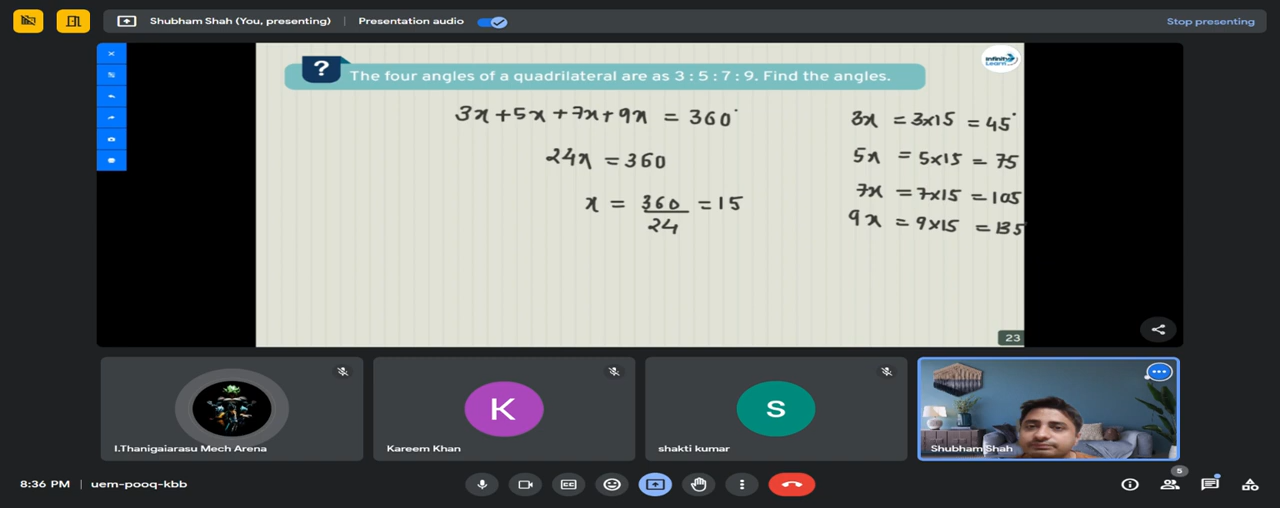 Shubham Shah (You, presenting) | Presentation audio
Stop presenting
? The four angles of a quadrilateral are as 3 : 5 : 7 : 9. Find the angles.
Infinity Learn
3x + 5x + 7x + 9x = 360°
24x = 360
x = 360/24 = 15
3x = 3×15 = 45°
5x = 5×15 = 75
7x = 7×15 = 105
9x = 9×15 = 135
23
I.Thanigaiarasu Mech Arena
K
Kareem Khan
S
shakti kumar
Shubham Shah
8:36 PM | uem-pooq-kbb
5